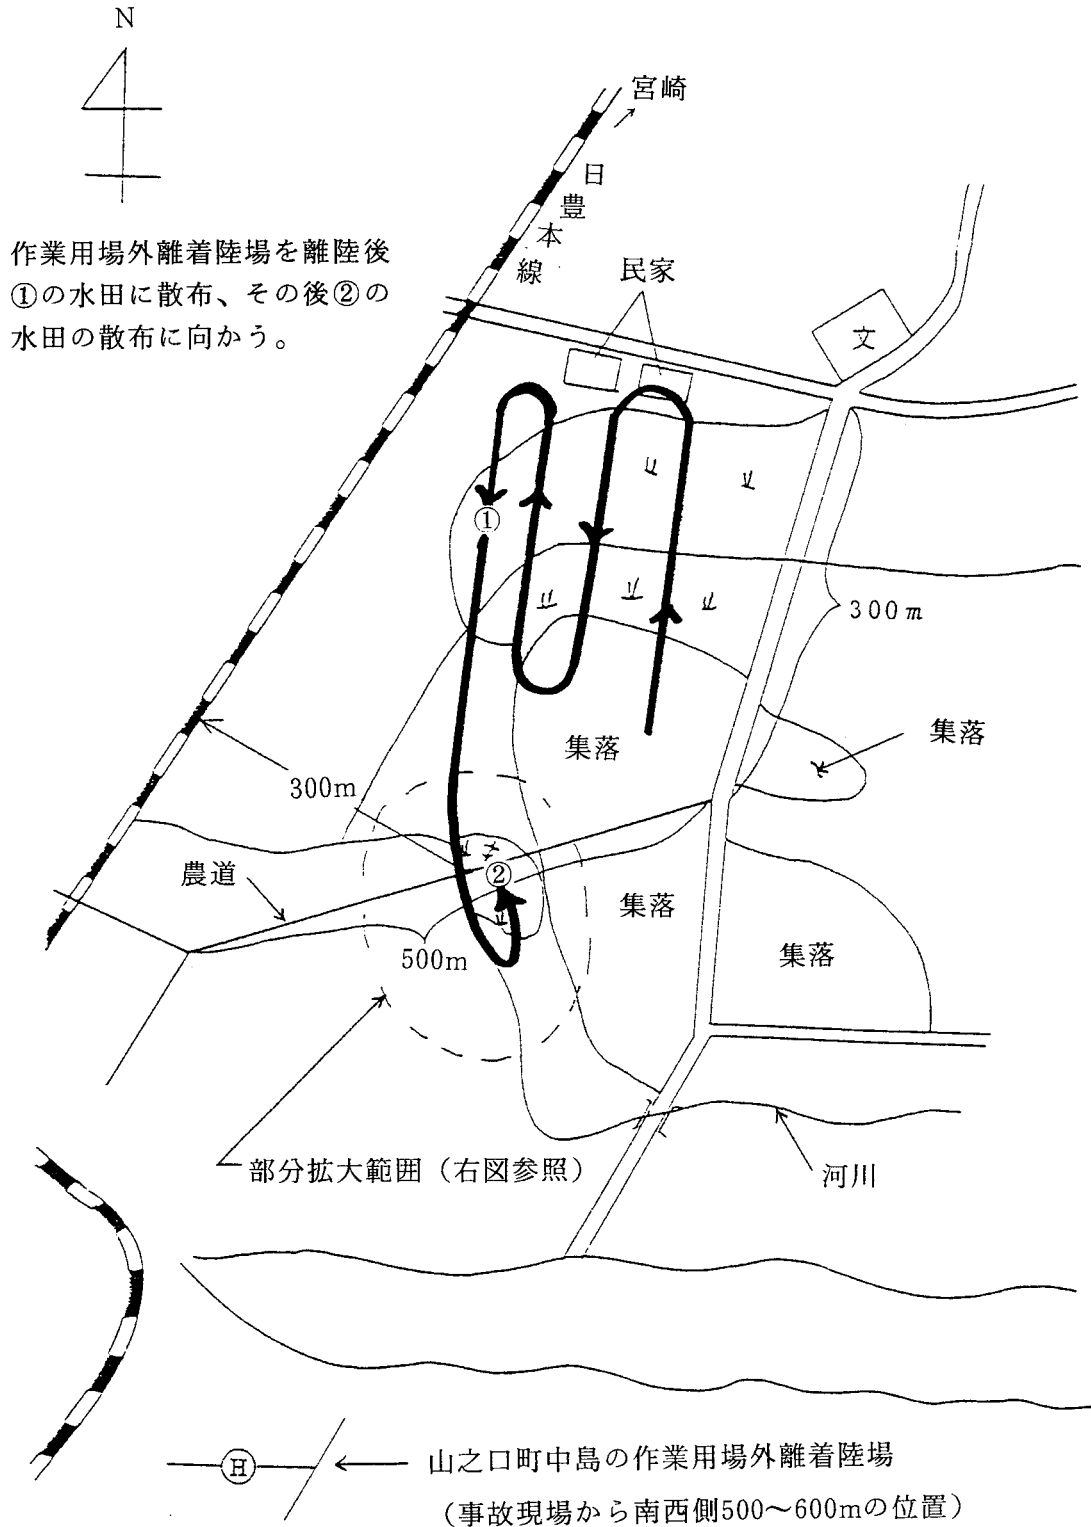 N
宮崎
日豊本線
作業用場外離着陸場を離陸後
①の水田に散布、その後②の
水田の散布に向かう。
民家
文
①
300m
集落
集落
300m
②
農道
集落
集落
500m
部分拡大範囲（右図参照）
河川
H
山之口町中島の作業用場外離着陸場
（事故現場から南西側500〜600mの位置）